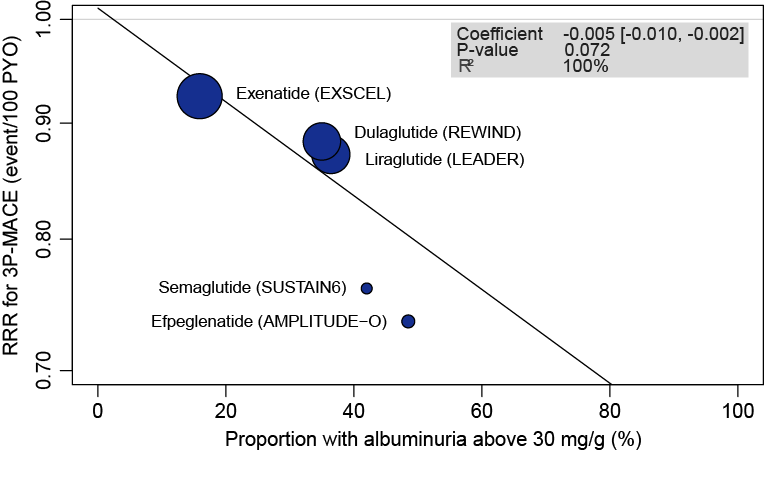 RRR for 3P-MACE (event/100 PYO)
1.00
0.90
0.80
0.70
Coefficient -0.005 [-0.010, -0.002]
P-value 0.072
R² 100%
Exenatide (EXSCEL)
Dulaglutide (REWIND)
Liraglutide (LEADER)
Semaglutide (SUSTAIN6)
Efpeglenatide (AMPLITUDE−O)
0 20 40 60 80 100
Proportion with albuminuria above 30 mg/g (%)